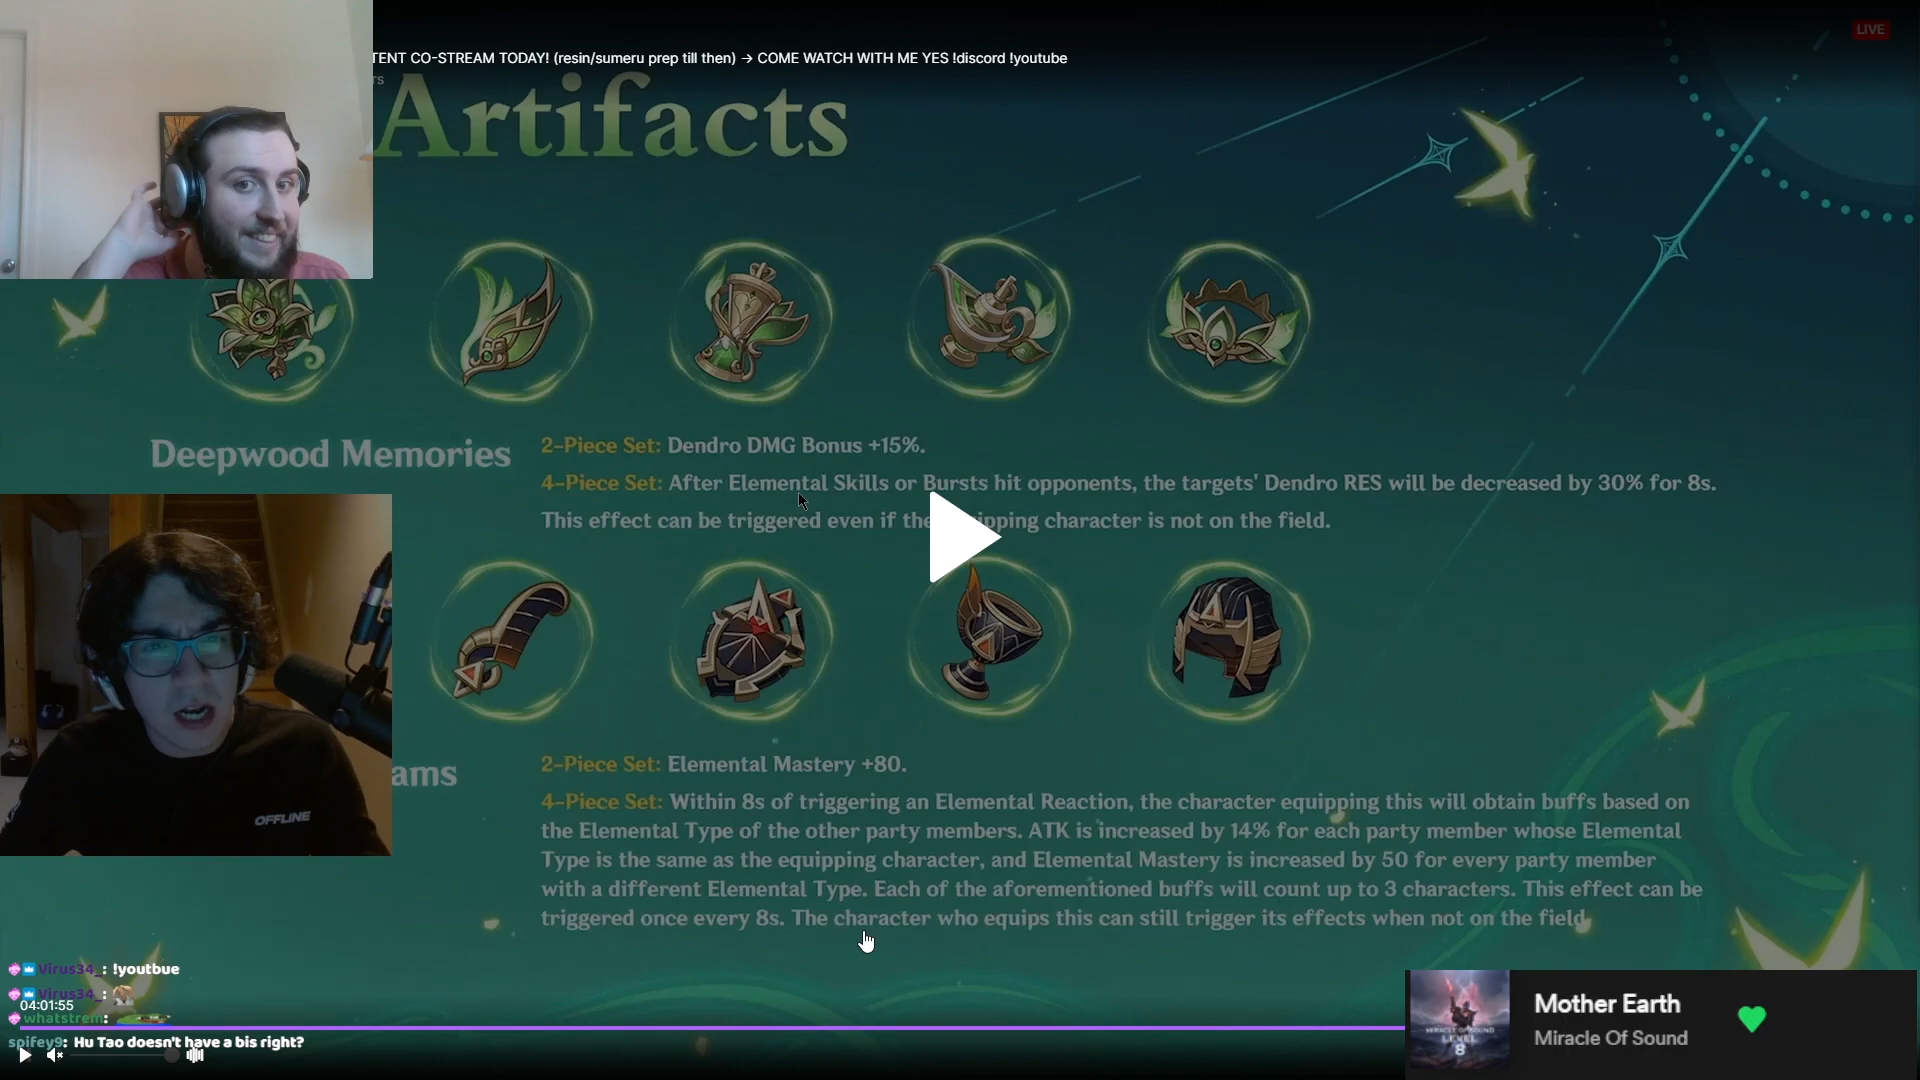 LIVE
TENT CO-STREAM TODAY! (resin/sumeru prep till then) → COME WATCH WITH ME YES !discord !youtube
rs
Artifacts
Deepwood Memories
2-Piece Set: Dendro DMG Bonus +15%.
4-Piece Set: After Elemental Skills or Bursts hit opponents, the targets' Dendro RES will be decreased by 30% for 8s.
This effect can be triggered even if the ipping character is not on the field.
OFFLINE
ams
2-Piece Set: Elemental Mastery +80.
4-Piece Set: Within 8s of triggering an Elemental Reaction, the character equipping this will obtain buffs based on
the Elemental Type of the other party members. ATK is increased by 14% for each party member whose Elemental
Type is the same as the equipping character, and Elemental Mastery is increased by 50 for every party member
with a different Elemental Type. Each of the aforementioned buffs will count up to 3 characters. This effect can be
triggered once every 8s. The character who equips this can still trigger its effects when not on the field.
Virus34_: !youtbue
Virus34_:
04:01:55
whatstrem:
spifey9: Hu Tao doesn't have a bis right?
MIRACLE OF SOUND
LEVEL
8
Mother Earth
Miracle Of Sound